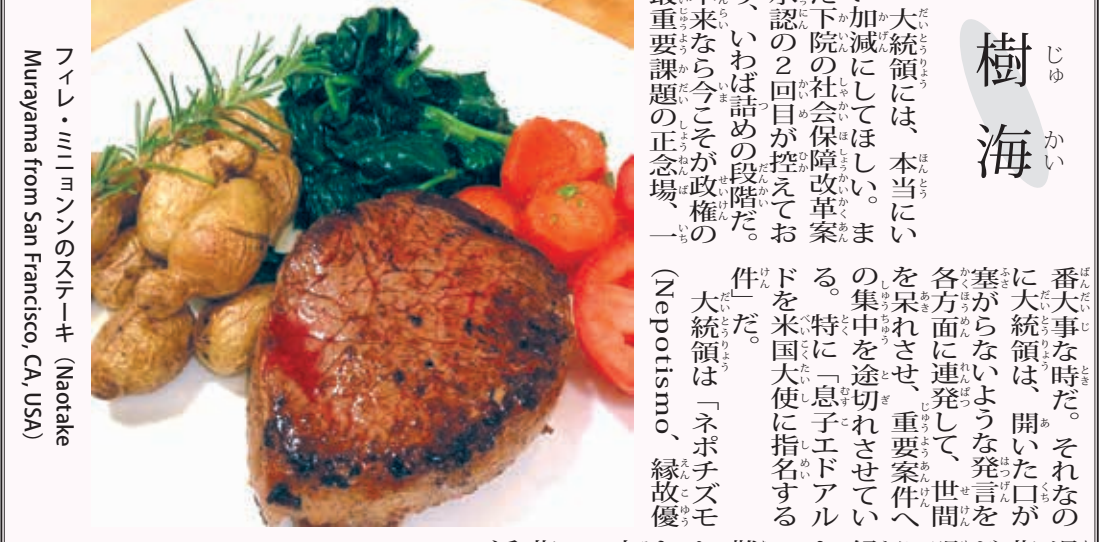 樹海
じゅかい
大統領には、本当にい
い加減にしてほしい。ま
だ下院の社会保障改革案
承認の2回目が控えてお
り、いわば詰めの段階だ。
本来なら今こそが政権の
最重要課題の正念場、一
番大事な時だ。それなの
に大統領は、開いた口が
塞がらないような発言を
各方面に連発して、世間
を呆れさせ、重要案件へ
の集中を途切れさせてい
る。特に「息子エドアル
ドを米国大使に指名する
件」だ。
大統領は「ネポチズモ
(Nepotismo、縁故優
フィレ・ミニョンのステーキ(Naotake
Murayama from San Francisco, CA, USA)